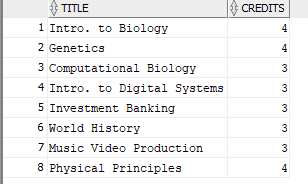 TITLE CREDITS
1 Intro. to Biology 4
2 Genetics 4
3 Computational Biology 3
4 Intro. to Digital Systems 3
5 Investment Banking 3
6 World History 3
7 Music Video Production 3
8 Physical Principles 4